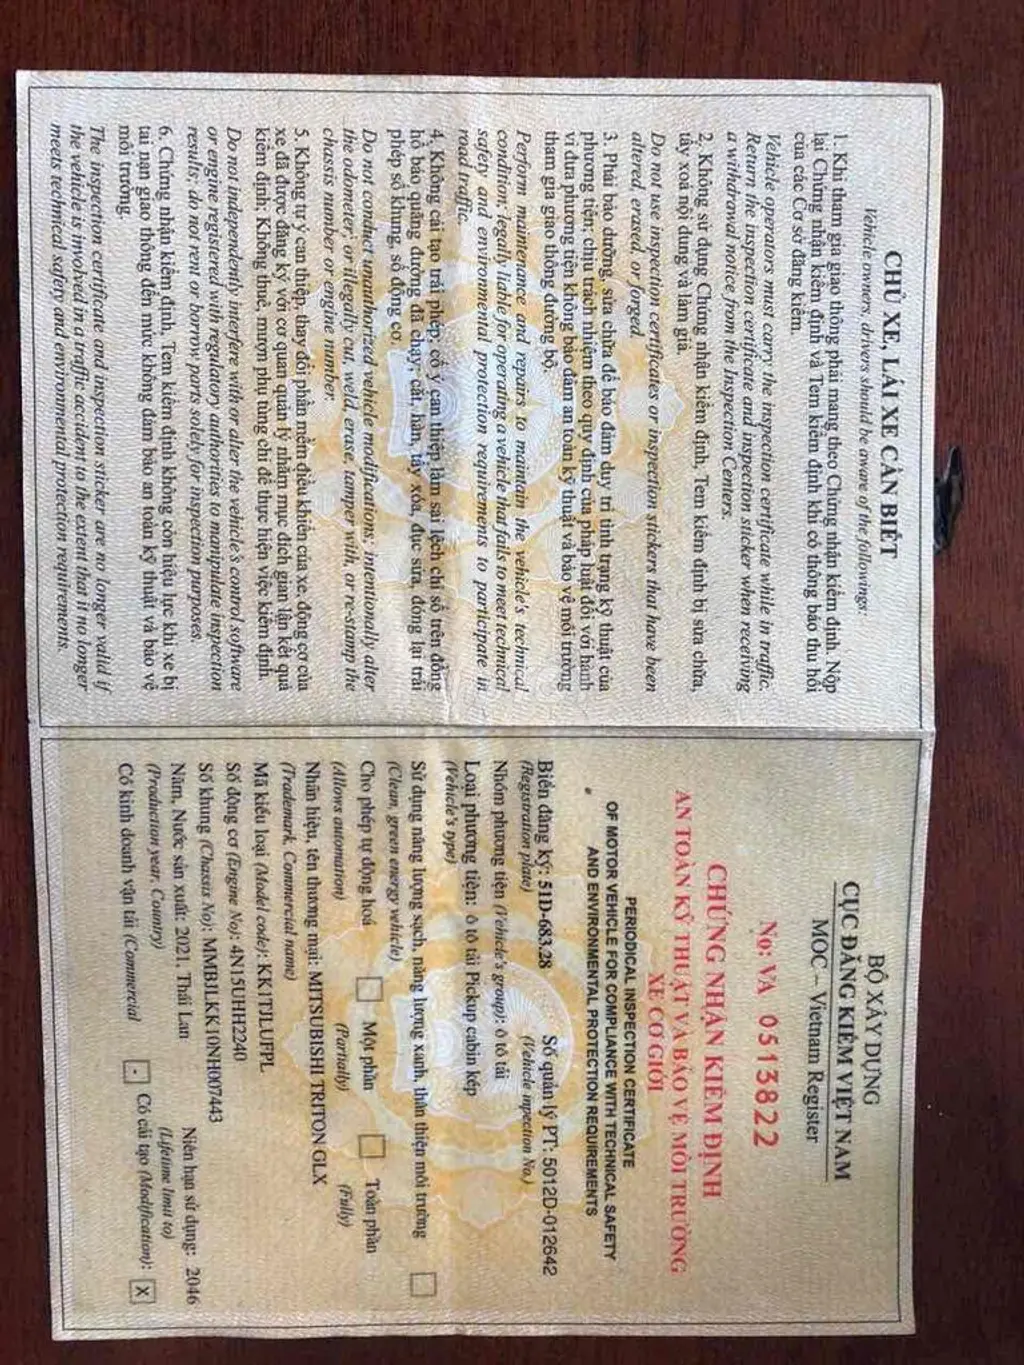 CHỦ XE, LÁI XE CẦN BIẾT
Vehicle owners, drivers should be aware of the followings:
1. Khi tham gia giao thông phải mang theo Chứng nhận kiểm định. Nộp
lại Chứng nhận kiểm định và Tem kiểm định khi có thông báo thu hồi
của các Cơ sở đăng kiểm.
Vehicle operators must carry the inspection certificate while in traffic.
Return the inspection certificate and inspection sticker when receiving
a withdrawal notice from the Inspection Centers.
2. Không sử dụng Chứng nhận kiểm định, Tem kiểm định bị sửa chữa,
tẩy xoá nội dung và làm giả.
Do not use inspection certificates or inspection stickers that have been
altered, erased, or forged.
3. Phải bảo dưỡng, sửa chữa để bảo đảm duy trì tình trạng kỹ thuật của
phương tiện; chịu trách nhiệm theo quy định của pháp luật đối với hành
vi đưa phương tiện không bảo đảm an toàn kỹ thuật và bảo vệ môi trường
tham gia giao thông đường bộ.
Perform maintenance and repairs to maintain the vehicle's technical
condition; legally liable for operating a vehicle that fails to meet technical
safety and environmental protection requirements to participate in
road traffic.
4. Không cải tạo trái phép; cố ý can thiệp làm sai lệch chỉ số trên đồng
hồ báo quãng đường đã chạy; cắt, hàn, tẩy xóa, đục sửa, đóng lại trái
phép số khung, số động cơ.
Do not conduct unauthorized vehicle modifications; intentionally alter
the odometer; or illegally cut, weld, erase, tamper with, or re-stamp the
chassis number or engine number.
5. Không tự ý can thiệp, thay đổi phần mềm điều khiển của xe, động cơ của
xe đã được đăng ký với cơ quan quản lý nhằm mục đích gian lận kết quả
kiểm định; Không thuê, mượn phụ tùng chỉ để thực hiện việc kiểm định.
Do not independently interfere with or alter the vehicle's control software
or engine registered with regulatory authorities to manipulate inspection
results; do not rent or borrow parts solely for inspection purposes.
6. Chứng nhận kiểm định, Tem kiểm định không còn hiệu lực khi xe bị
tai nạn giao thông đến mức không đảm bảo an toàn kỹ thuật và bảo vệ
môi trường.
The inspection certificate and inspection sticker are no longer valid if
the vehicle is involved in a traffic accident to the extent that it no longer
meets technical safety and environmental protection requirements.
BỘ XÂY DỰNG
CỤC ĐĂNG KIỂM VIỆT NAM
MOC – Vietnam Register
Nọ: VA 0513822
CHỨNG NHẬN KIỂM ĐỊNH
AN TOÀN KỸ THUẬT VÀ BẢO VỆ MÔI TRƯỜNG
XE CƠ GIỚI
PERIODICAL INSPECTION CERTIFICATE
OF MOTOR VEHICLE FOR COMPLIANCE WITH TECHNICAL SAFETY
AND ENVIRONMENTAL PROTECTION REQUIREMENTS
Biển đăng ký: 51D-683.28 Số quản lý PT: 5012D-012642
(Registration plate) (Vehicle inpection No.)
Nhóm phương tiện (Vehicle's group): ô tô tải
Loại phương tiện: ô tô tải Pickup cabin kép
(Vehicle's type)
Sử dụng năng lượng sạch, năng lượng xanh, thân thiện môi trường
(Clean, green energy vehicle)
Cho phép tự động hoá Một phần Toàn phần
(Allows automation) (Partially) (Fully)
Nhãn hiệu, tên thương mại: MITSUBISHI TRITON GLX
(Trademark, Commercial name)
Mã kiểu loại (Model code): KK1TJLUFPL
Số động cơ (Engine No): 4N15UHH2240
Số khung (Chassis No): MMBJLKK10NH007443
Năm, Nước sản xuất: 2021, Thái Lan Niên hạn sử dụng: 2046
(Production year, Country) (Lifetime limit to)
Có kinh doanh vận tải (Commercial - Có cải tạo (Modification): X